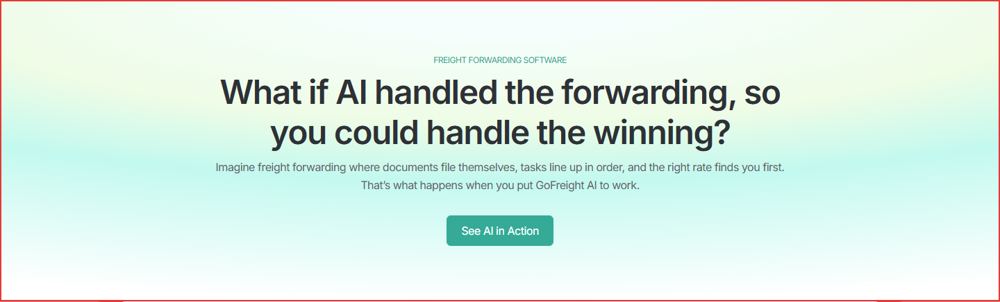 FREIGHT FORWARDING SOFTWARE
What if AI handled the forwarding, so
you could handle the winning?
Imagine freight forwarding where documents file themselves, tasks line up in order, and the right rate finds you first.
That’s what happens when you put GoFreight AI to work.
See AI in Action